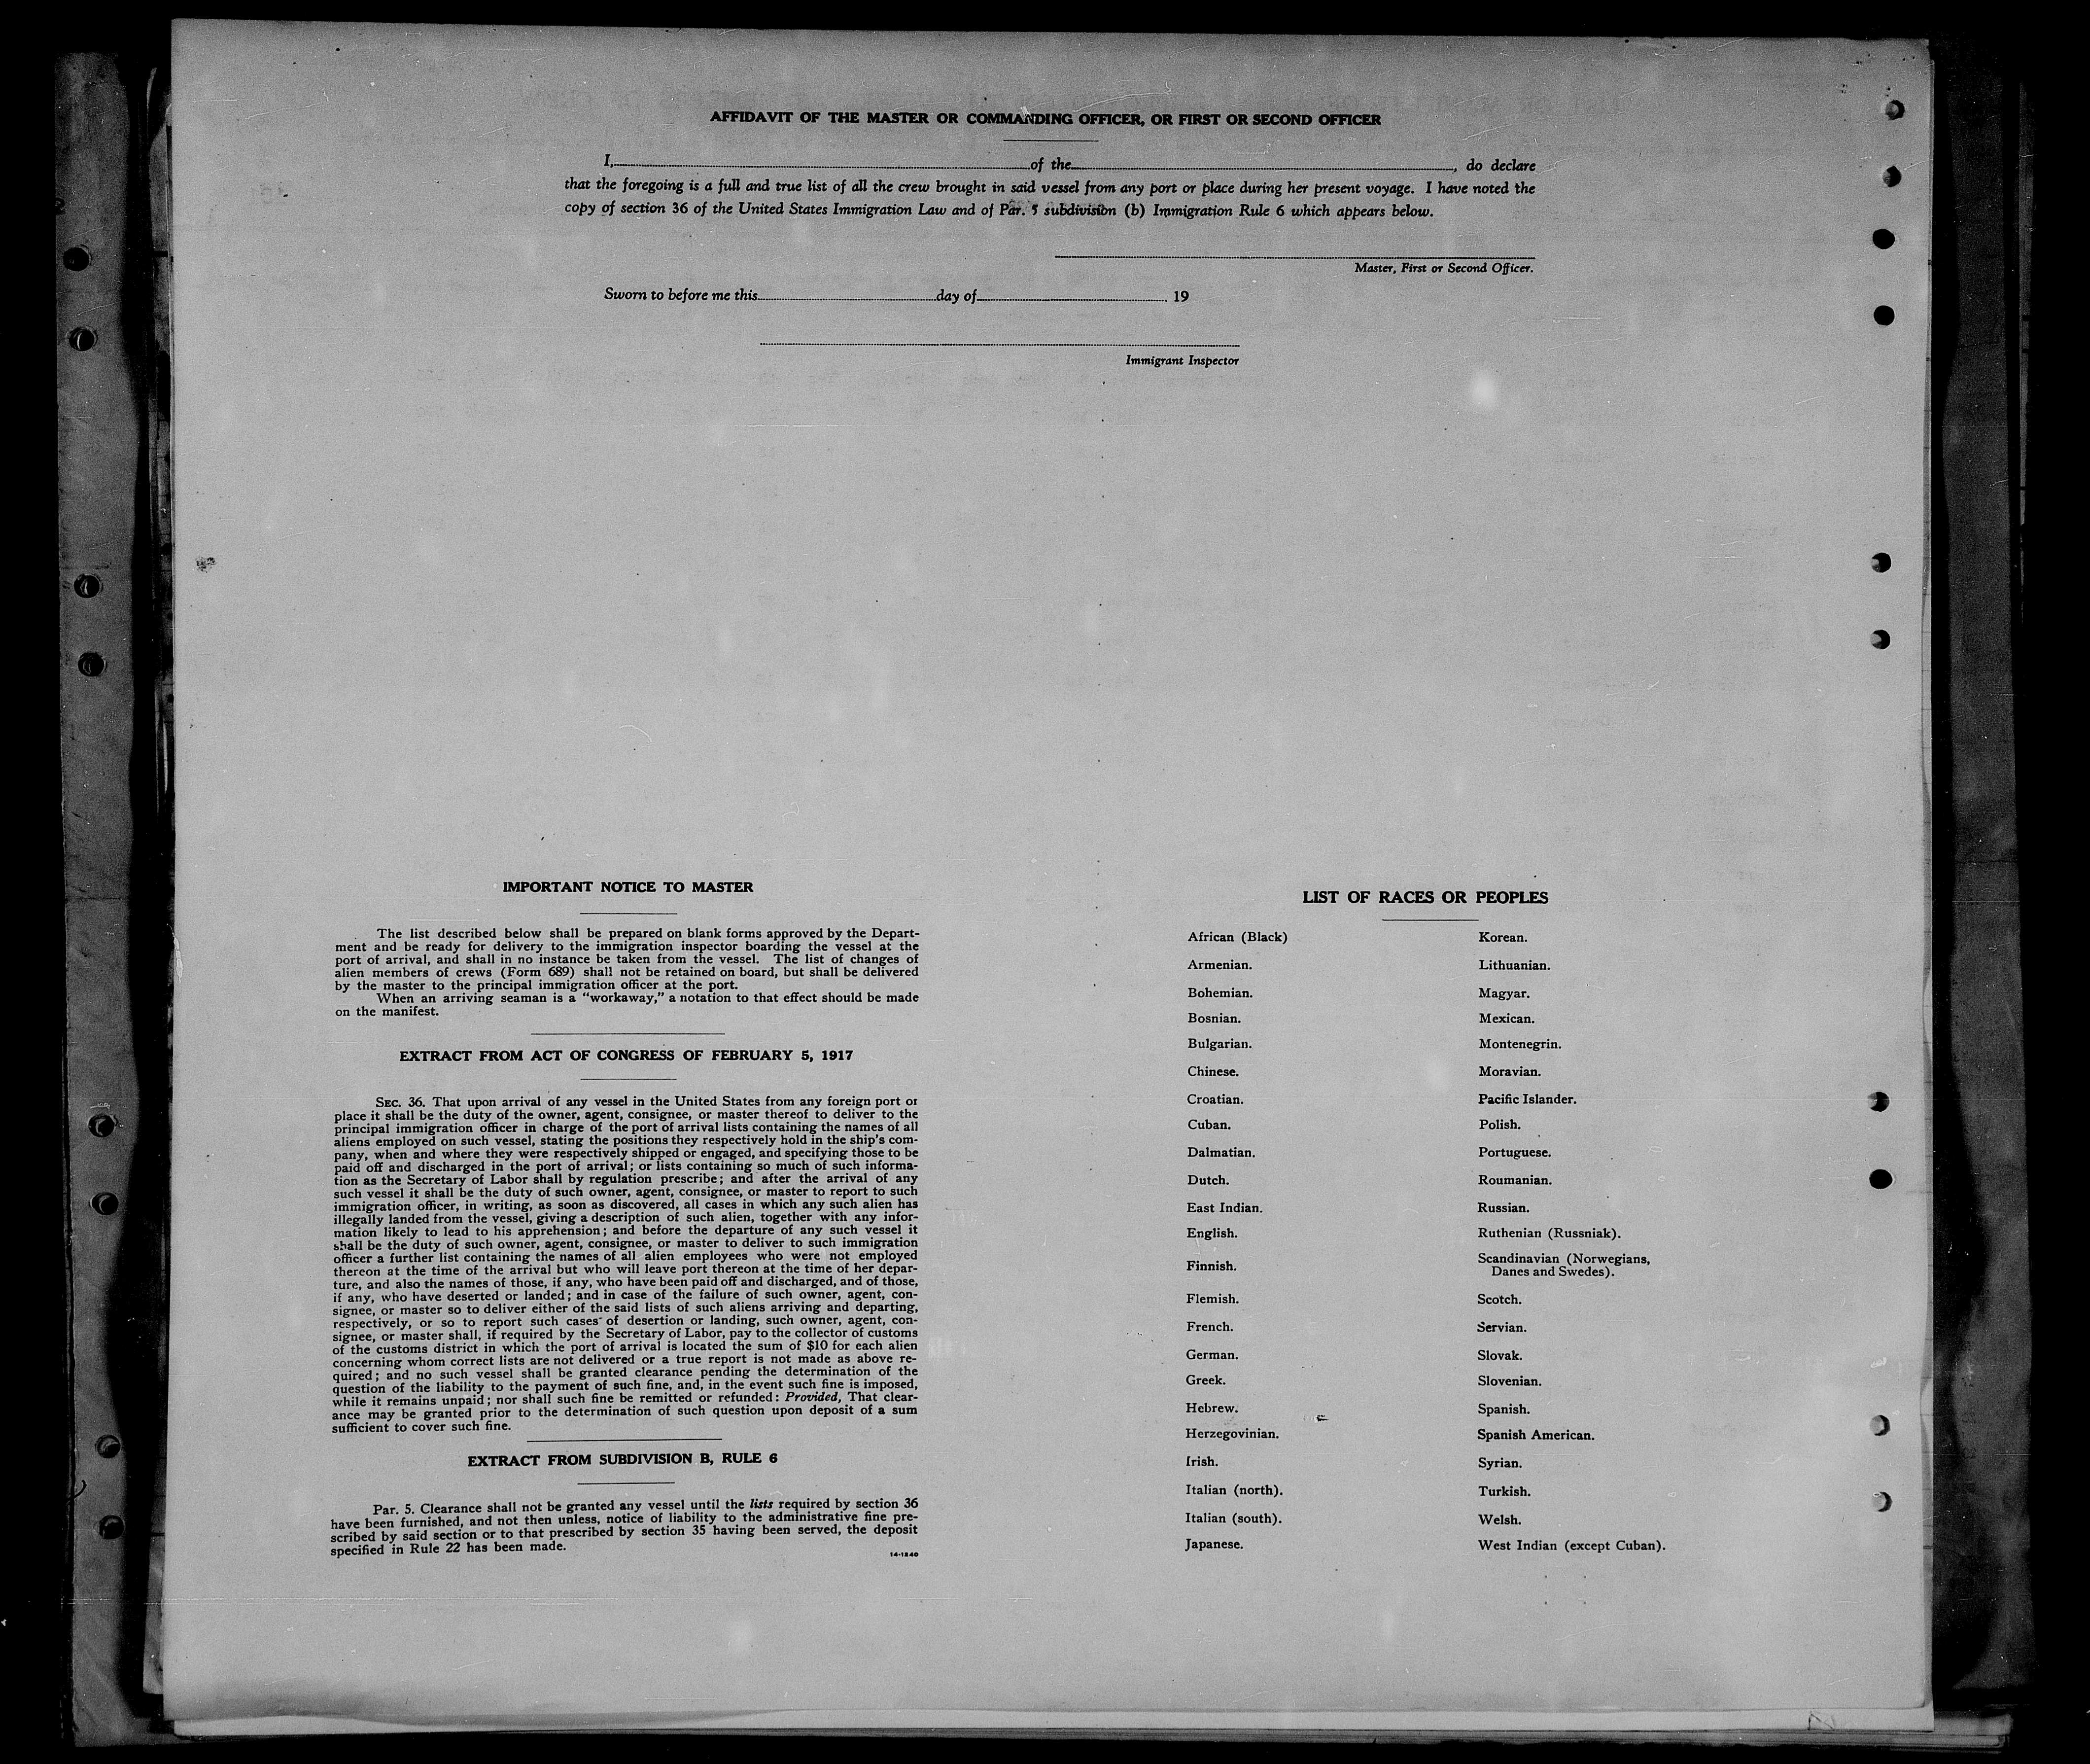 AFFIDAVIT OF THE MASTER OR COMMANDING OFFICER, OR FIRST OR SECOND OFFICER
I, of the , do declare
that the foregoing is a full and true list of all the crew brought in said vessel from any port or place during her present voyage. I have noted the
copy of section 36 of the United States Immigration Law and of Par. 5 subdivision (b) Immigration Rule 6 which appears below.
Master, First or Second Officer.
Sworn to before me this day of , 19
Immigrant Inspector
IMPORTANT NOTICE TO MASTER
The list described below shall be prepared on blank forms approved by the Depart-
ment and be ready for delivery to the immigration inspector boarding the vessel at the
port of arrival, and shall in no instance be taken from the vessel. The list of changes of
alien members of crews (Form 689) shall not be retained on board, but shall be delivered
by the master to the principal immigration officer at the port.
When an arriving seaman is a "workaway," a notation to that effect should be made
on the manifest.
EXTRACT FROM ACT OF CONGRESS OF FEBRUARY 5, 1917
SEC. 36. That upon arrival of any vessel in the United States from any foreign port or
place it shall be the duty of the owner, agent, consignee, or master thereof to deliver to the
principal immigration officer in charge of the port of arrival lists containing the names of all
aliens employed on such vessel, stating the positions they respectively hold in the ship's com-
pany, when and where they were respectively shipped or engaged, and specifying those to be
paid off and discharged in the port of arrival; or lists containing so much of such informa-
tion as the Secretary of Labor shall by regulation prescribe; and after the arrival of any
such vessel it shall be the duty of such owner, agent, consignee, or master to report to such
immigration officer, in writing, as soon as discovered, all cases in which any such alien has
illegally landed from the vessel, giving a description of such alien, together with any infor-
mation likely to lead to his apprehension; and before the departure of any such vessel it
shall be the duty of such owner, agent, consignee, or master to deliver to such immigration
officer a further list containing the names of all alien employees who were not employed
thereon at the time of the arrival but who will leave port thereon at the time of her depar-
ture, and also the names of those, if any, who have been paid off and discharged, and of those,
if any, who have deserted or landed; and in case of the failure of such owner, agent, con-
signee, or master so to deliver either of the said lists of such aliens arriving and departing,
respectively, or so to report such cases of desertion or landing, such owner, agent, con-
signee, or master shall, if required by the Secretary of Labor, pay to the collector of customs
of the customs district in which the port of arrival is located the sum of $10 for each alien
concerning whom correct lists are not delivered or a true report is not made as above re-
quired; and no such vessel shall be granted clearance pending the determination of the
question of the liability to the payment of such fine, and, in the event such fine is imposed,
while it remains unpaid; nor shall such fine be remitted or refunded: Provided, That clear-
ance may be granted prior to the determination of such question upon deposit of a sum
sufficient to cover such fine.
EXTRACT FROM SUBDIVISION B, RULE 6
Par. 5. Clearance shall not be granted any vessel until the lists required by section 36
have been furnished, and not then unless, notice of liability to the administrative fine pre-
scribed by said section or to that prescribed by section 35 having been served, the deposit
specified in Rule 22 has been made.
14-1240
LIST OF RACES OR PEOPLES
African (Black)
Armenian.
Bohemian.
Bosnian.
Bulgarian.
Chinese.
Croatian.
Cuban.
Dalmatian.
Dutch.
East Indian.
English.
Finnish.
Flemish.
French.
German.
Greek.
Hebrew.
Herzegovinian.
Irish.
Italian (north).
Italian (south).
Japanese.
Korean.
Lithuanian.
Magyar.
Mexican.
Montenegrin.
Moravian.
Pacific Islander.
Polish.
Portuguese.
Roumanian.
Russian.
Ruthenian (Russniak).
Scandinavian (Norwegians,
Danes and Swedes).
Scotch.
Servian.
Slovak.
Slovenian.
Spanish.
Spanish American.
Syrian.
Turkish.
Welsh.
West Indian (except Cuban).